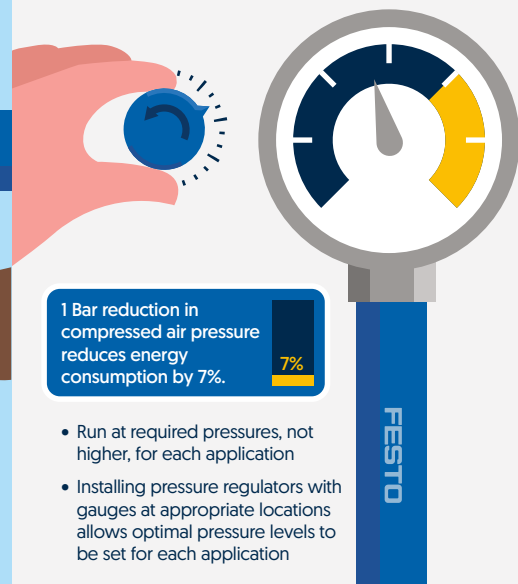 1 Bar reduction in
compressed air pressure
reduces energy
consumption by 7%.
7%
• Run at required pressures, not
higher, for each application
• Installing pressure regulators with
gauges at appropriate locations
allows optimal pressure levels to
be set for each application
FESTO